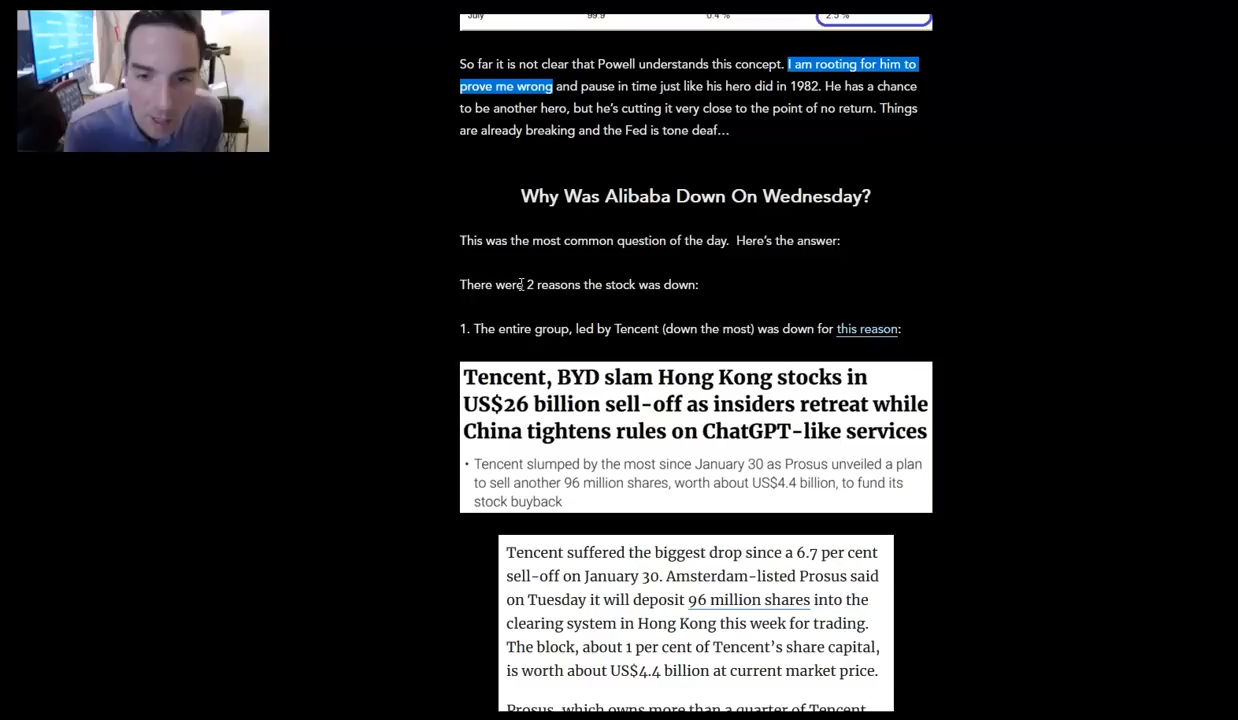 July 99.9 0.4 % 2.5 %
So far it is not clear that Powell understands this concept. I am rooting for him to
prove me wrong and pause in time just like his hero did in 1982. He has a chance
to be another hero, but he's cutting it very close to the point of no return. Things
are already breaking and the Fed is tone deaf…
Why Was Alibaba Down On Wednesday?
This was the most common question of the day. Here's the answer:
There were 2 reasons the stock was down:
1. The entire group, led by Tencent (down the most) was down for this reason:
Tencent, BYD slam Hong Kong stocks in
US$26 billion sell-off as insiders retreat while
China tightens rules on ChatGPT-like services
• Tencent slumped by the most since January 30 as Prosus unveiled a plan
to sell another 96 million shares, worth about US$4.4 billion, to fund its
stock buyback
Tencent suffered the biggest drop since a 6.7 per cent
sell-off on January 30. Amsterdam-listed Prosus said
on Tuesday it will deposit 96 million shares into the
clearing system in Hong Kong this week for trading.
The block, about 1 per cent of Tencent's share capital,
is worth about US$4.4 billion at current market price.
Prosus, which owns more than a quarter of Tencent